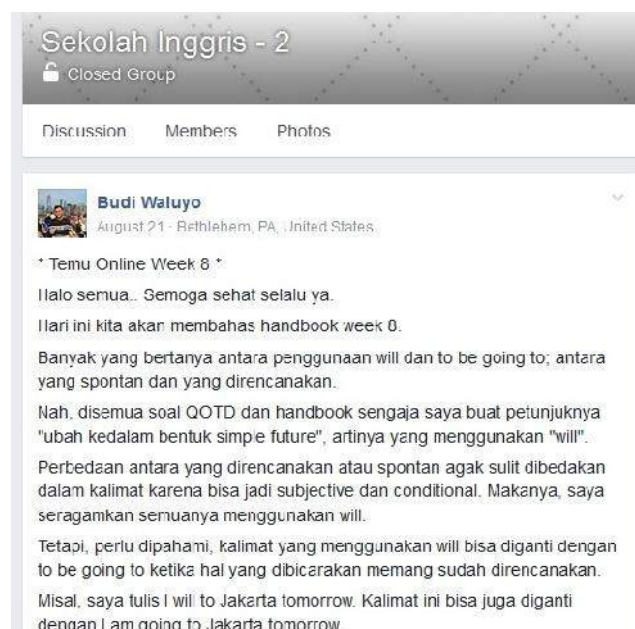 Sekolah Inggris - 2
Closed Group
Discussion Members Photos
Budi Waluyo
August 21 · Bethlehem, PA, United States
* Temu Online Week 8 *
Halo semua.. Semoga sehat selalu ya.
Hari ini kita akan membahas handbook week 8.
Banyak yang bertanya antara penggunaan will dan to be going to; antara
yang spontan dan yang direncanakan.
Nah, disemua soal QOTD dan handbook sengaja saya buat petunjuknya
"ubah kedalam bentuk simple future", artinya yang menggunakan "will".
Perbedaan antara yang direncanakan atau spontan agak sulit dibedakan
dalam kalimat karena bisa jadi subjective dan conditional. Makanya, saya
seragamkan semuanya menggunakan will.
Tetapi, perlu dipahami, kalimat yang menggunakan will bisa diganti dengan
to be going to ketika hal yang dibicarakan memang sudah direncanakan.
Misal, saya tulis I will to Jakarta tomorrow. Kalimat ini bisa juga diganti
dengan I am going to Jakarta tomorrow